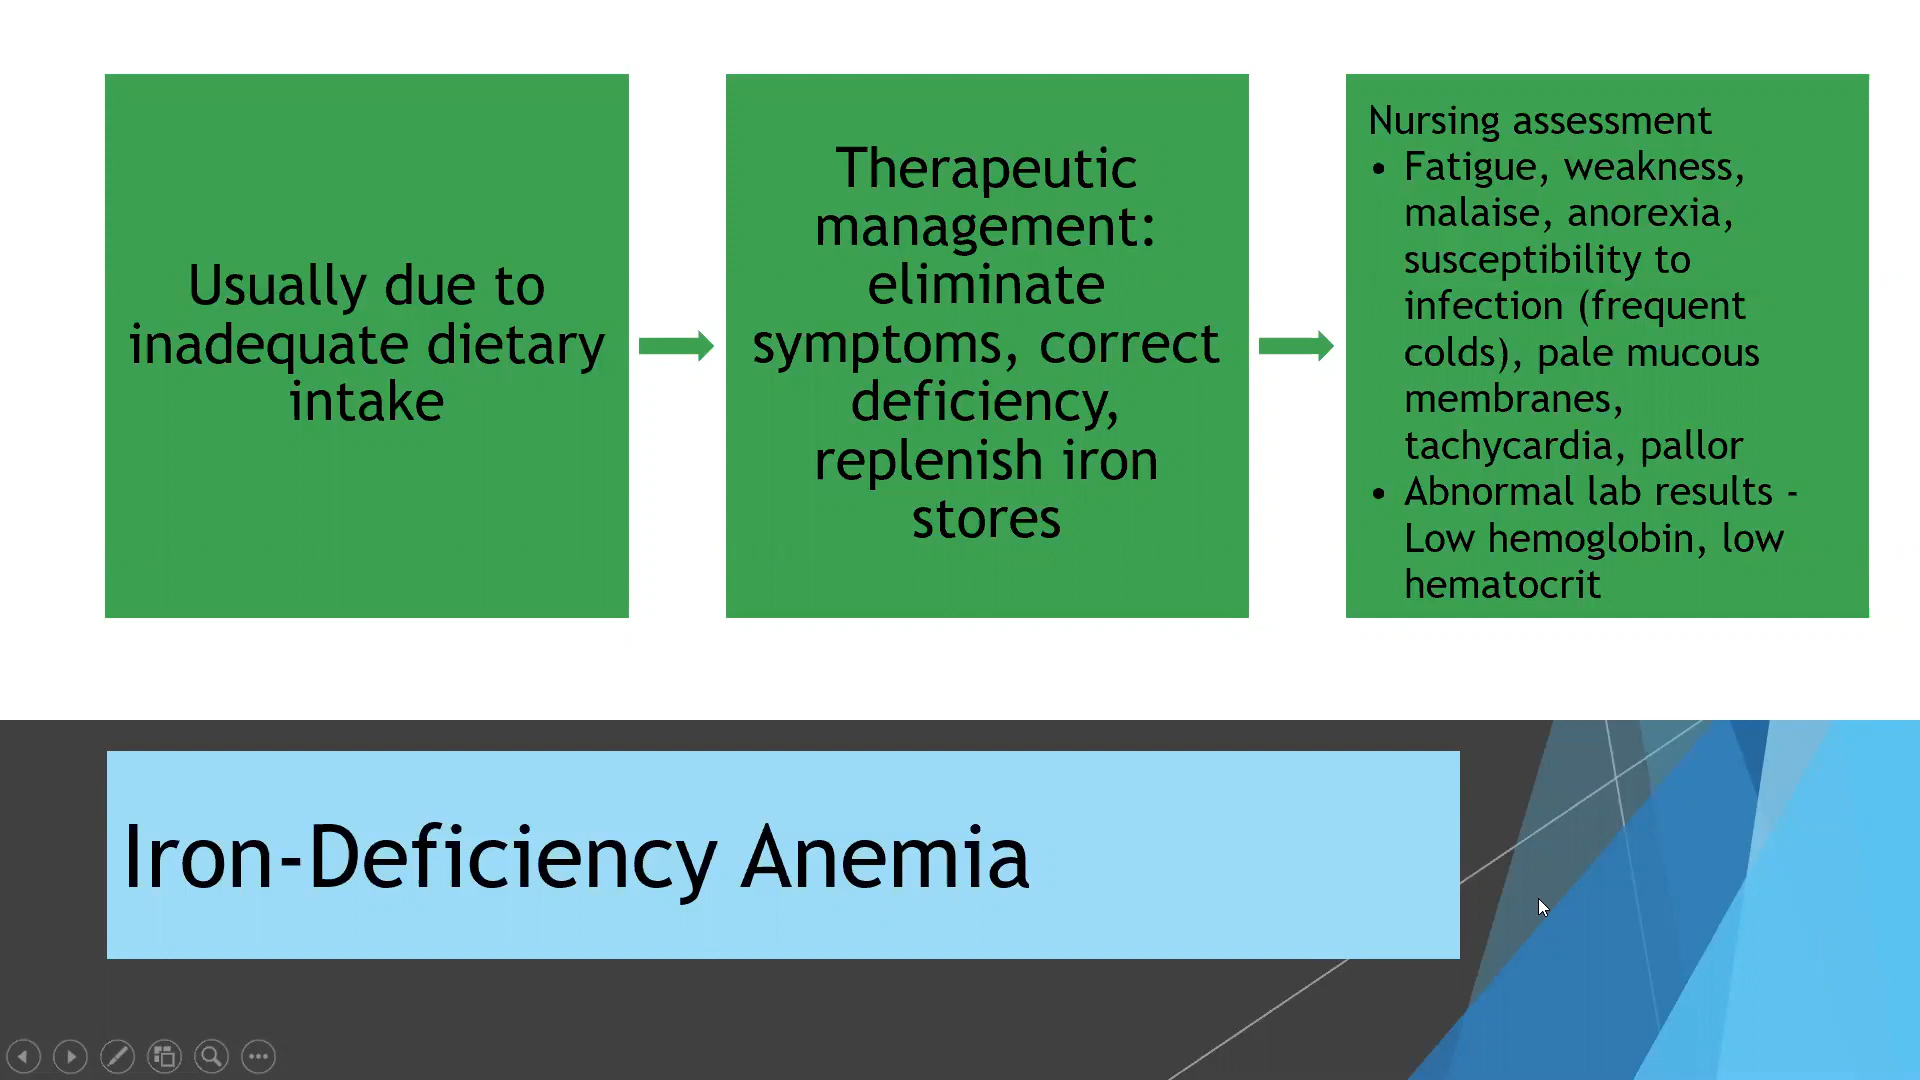 Usually due to
inadequate dietary
intake
Therapeutic
management:
eliminate
symptoms, correct
deficiency,
replenish iron
stores
Nursing assessment
• Fatigue, weakness,
malaise, anorexia,
susceptibility to
infection (frequent
colds), pale mucous
membranes,
tachycardia, pallor
• Abnormal lab results -
Low hemoglobin, low
hematocrit
Iron-Deficiency Anemia